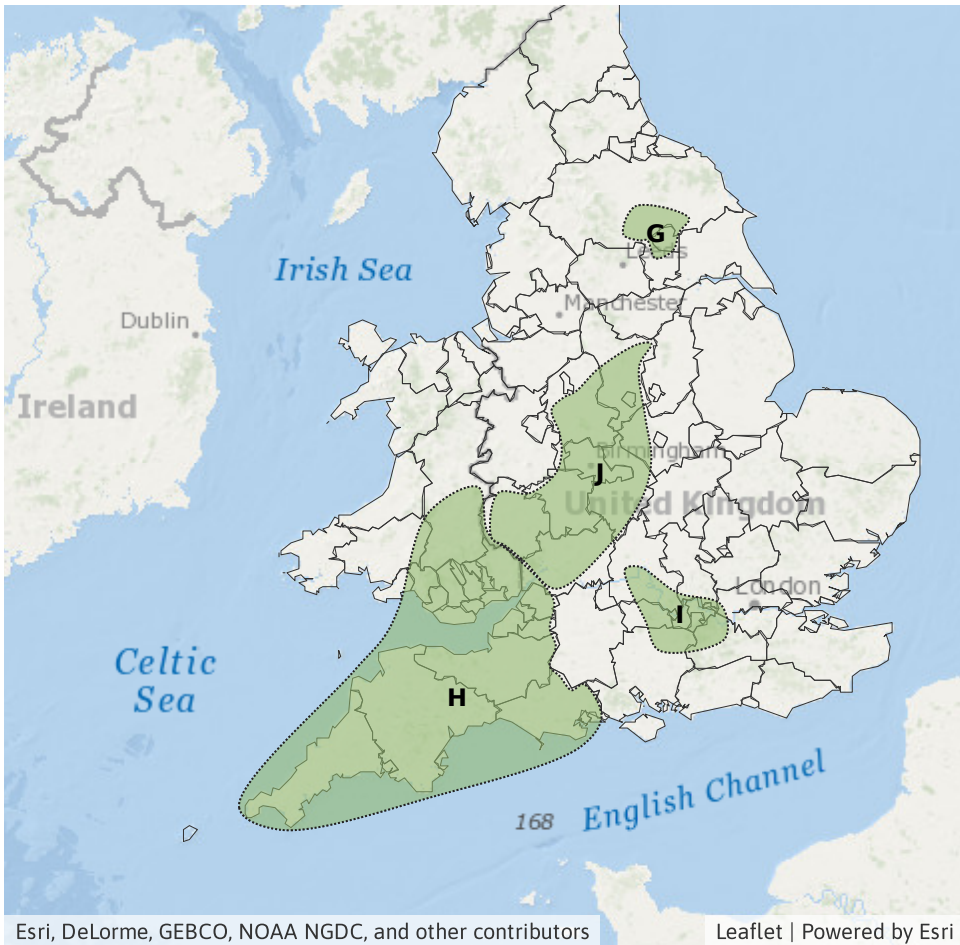 G
Leeds
Irish Sea
Manchester
Dublin
Ireland
Birmingham
J
United Kingdom
London
I
Celtic
Sea
H
English Channel
168
Esri, DeLorme, GEBCO, NOAA NGDC, and other contributors
Leaflet | Powered by Esri